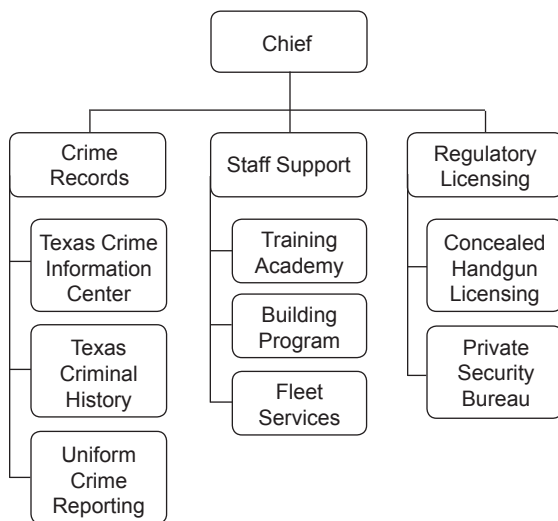 Chief
Crime
Records
Texas Crime
Information
Center
Texas
Criminal
History
Uniform
Crime
Reporting
Staff Support
Training
Academy
Building
Program
Fleet
Services
Regulatory
Licensing
Concealed
Handgun
Licensing
Private
Security
Bureau